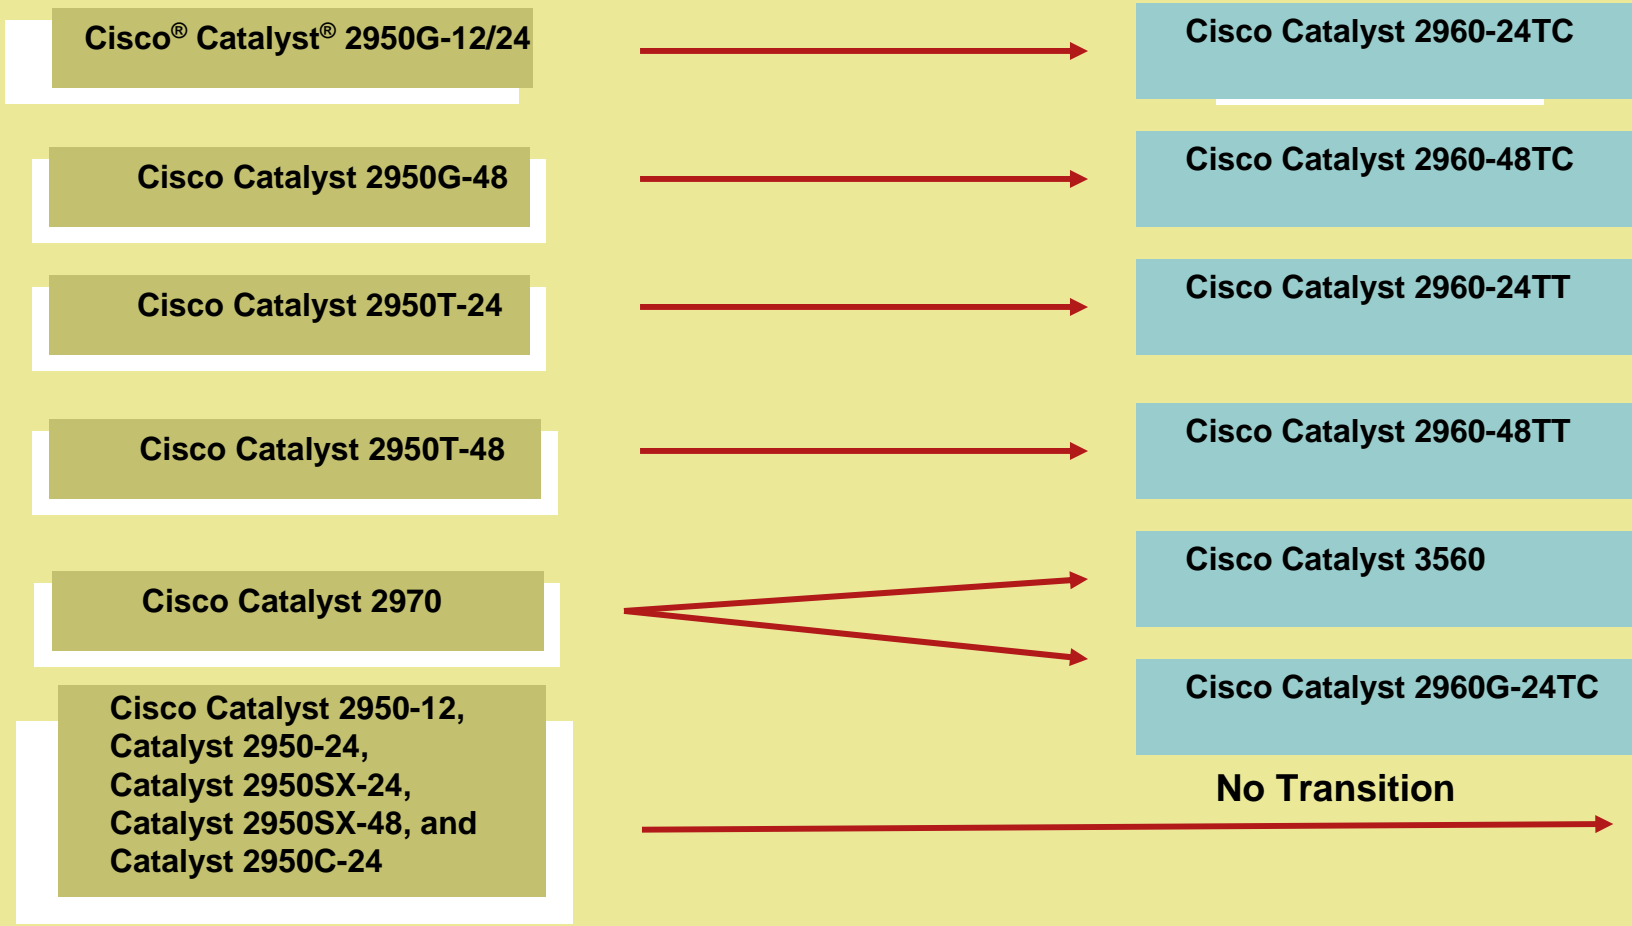 Cisco® Catalyst® 2950G-12/24
Cisco Catalyst 2960-24TC
Cisco Catalyst 2950G-48
Cisco Catalyst 2960-48TC
Cisco Catalyst 2950T-24
Cisco Catalyst 2960-24TT
Cisco Catalyst 2950T-48
Cisco Catalyst 2960-48TT
Cisco Catalyst 2970
Cisco Catalyst 3560
Cisco Catalyst 2960G-24TC
Cisco Catalyst 2950-12,
Catalyst 2950-24,
Catalyst 2950SX-24,
Catalyst 2950SX-48, and
Catalyst 2950C-24
No Transition